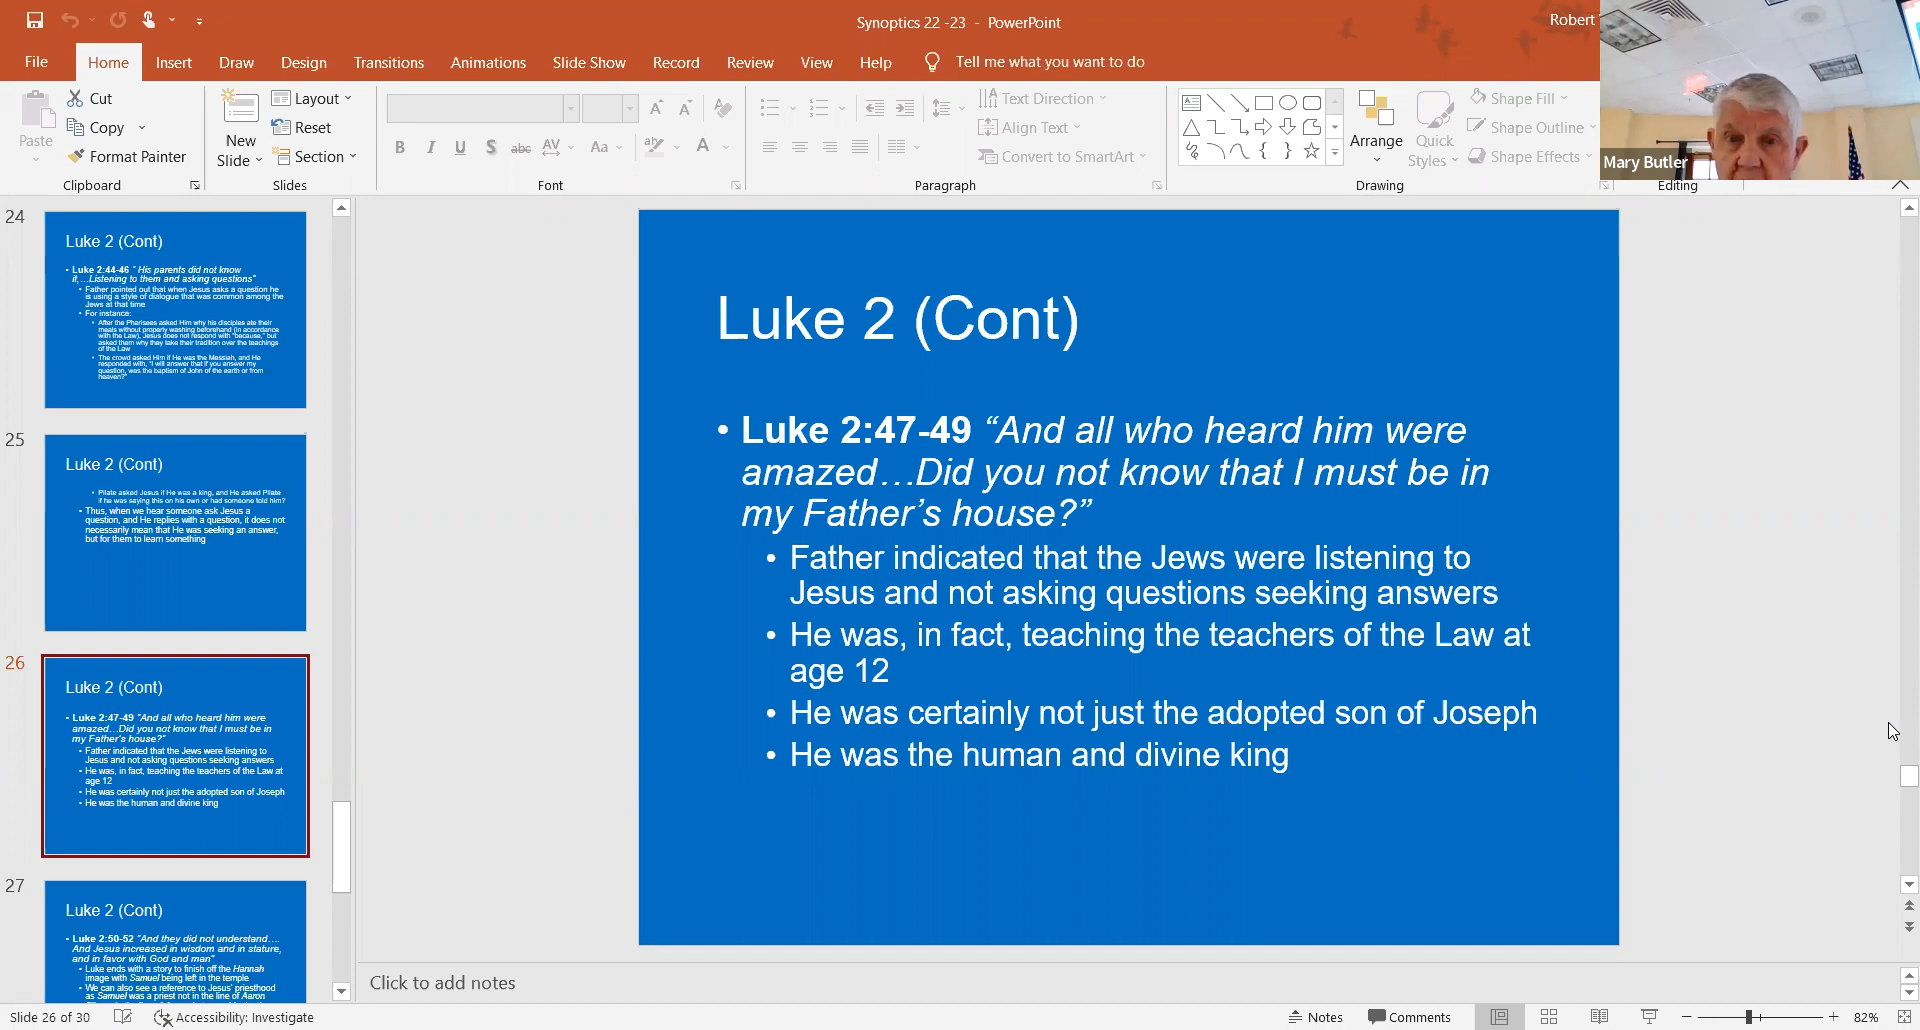 Synoptics 22 -23 - PowerPoint
Robert
File Home Insert Draw Design Transitions Animations Slide Show Record Review View Help Tell me what you want to do
Paste
Cut
Copy
Format Painter
Clipboard
New
Slide
Layout
Reset
Section
Slides
B I U S abc AV Aa A
Font
Text Direction
Align Text
Convert to SmartArt
Paragraph
Arrange
Quick
Styles
Shape Fill
Shape Outline
Shape Effects
Drawing
Editing
Mary Butler
24
Luke 2 (Cont)
• Luke 2:44-46 " His parents did not know
it,…Listening to them and asking questions"
• Father pointed out that when Jesus asks a question he
is using a style of dialogue that was common among the
Jews at that time
• For instance:
• After the Pharisees asked Him why his disciples ate their
meals without properly washing beforehand (in accordance
with the Law), Jesus does not respond with "because," but
asked them why they take their tradition over the teachings
of the Law
• The crowd asked Him if He was the Messiah, and He
responded with, "I will answer that if you answer my
question, was the baptism of John of the earth or from
heaven?"
25
Luke 2 (Cont)
• Pilate asked Jesus if He was a king, and He asked Pilate
if he was saying this on his own or had someone told him?
• Thus, when we hear someone ask Jesus a
question, and He replies with a question, it does not
necessarily mean that He was seeking an answer,
but for them to learn something
26
Luke 2 (Cont)
• Luke 2:47-49 "And all who heard him were
amazed…Did you not know that I must be in
my Father's house?"
• Father indicated that the Jews were listening to
Jesus and not asking questions seeking answers
• He was, in fact, teaching the teachers of the Law at
age 12
• He was certainly not just the adopted son of Joseph
• He was the human and divine king
27
Luke 2 (Cont)
• Luke 2:50-52 "And they did not understand….
And Jesus increased in wisdom and in stature,
and in favor with God and man"
• Luke ends with a story to finish off the Hannah
image with Samuel being left in the temple
• We can also see a reference to Jesus' priesthood
as Samuel was a priest not in the line of Aaron
Luke 2 (Cont)
• Luke 2:47-49 “And all who heard him were
amazed…Did you not know that I must be in
my Father’s house?”
• Father indicated that the Jews were listening to
Jesus and not asking questions seeking answers
• He was, in fact, teaching the teachers of the Law at
age 12
• He was certainly not just the adopted son of Joseph
• He was the human and divine king
Click to add notes
Slide 26 of 30 Accessibility: Investigate Notes Comments 82%